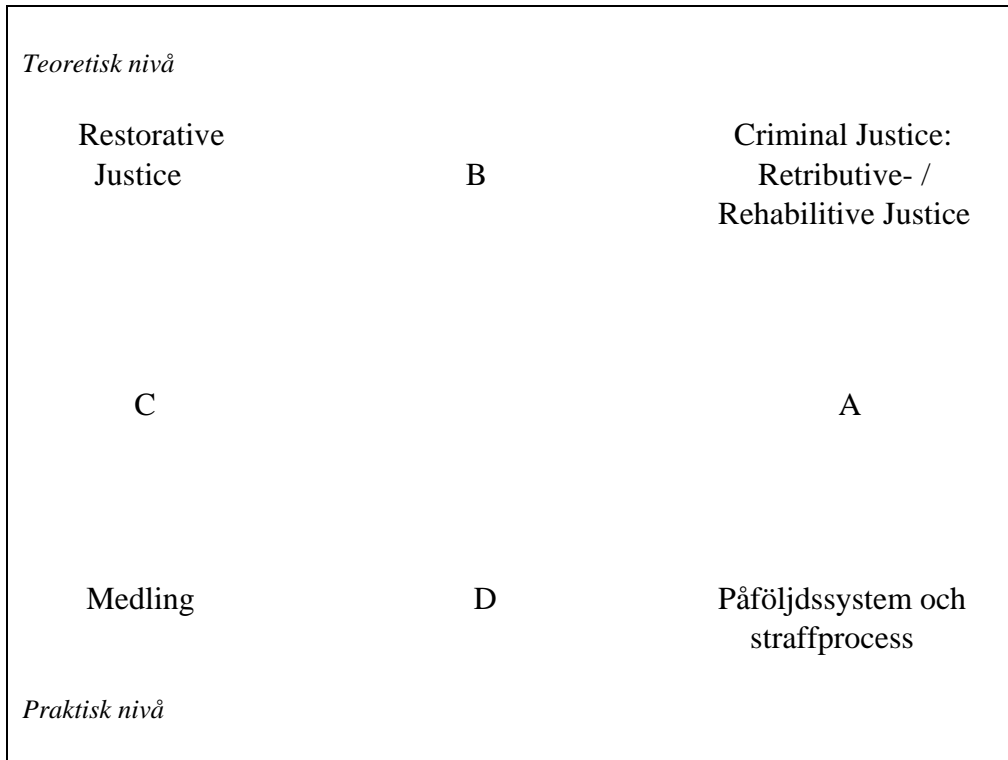 Teoretisk nivå
Restorative Justice
B
Criminal Justice:
Retributive- /
Rehabilitive Justice
C
A
Medling
D
Påföljdssystem och
straffprocess
Praktisk nivå